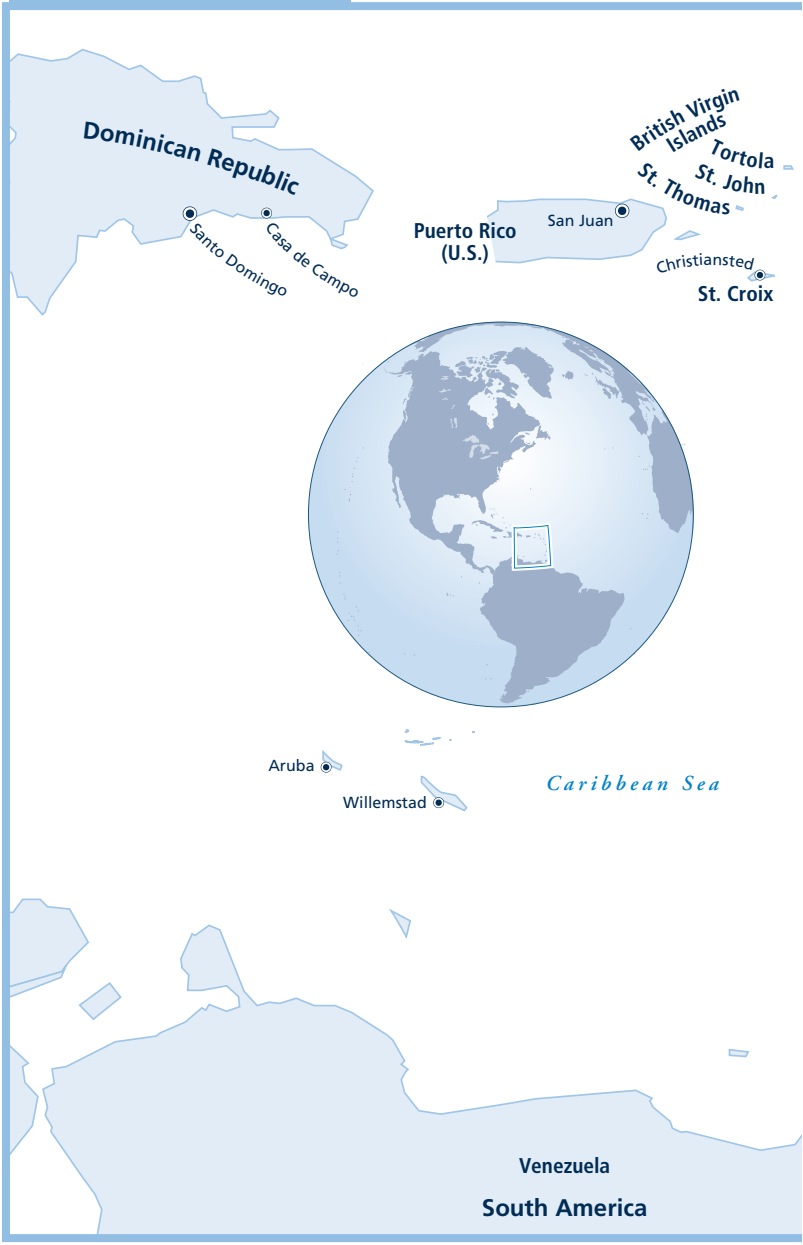 British Virgin
Islands
Tortola
St. John
St. Thomas
Dominican Republic
Santo Domingo
Casa de Campo
Puerto Rico
(U.S.)
San Juan
Christiansted
St. Croix
Aruba
Willemstad
Caribbean Sea
Venezuela
South America